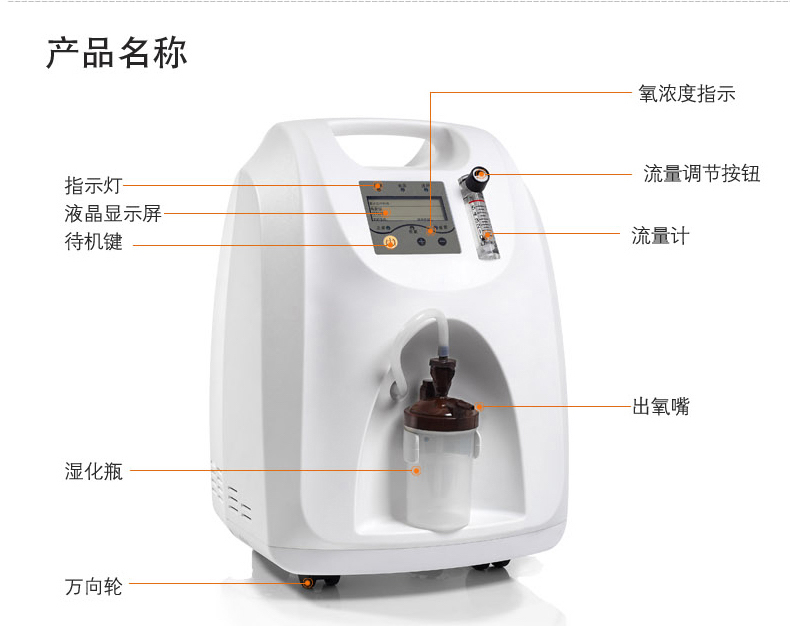 产品名称
氧浓度指示
流量调节按钮
指示灯
液晶显示屏
待机键
流量计
出氧嘴
湿化瓶
万向轮